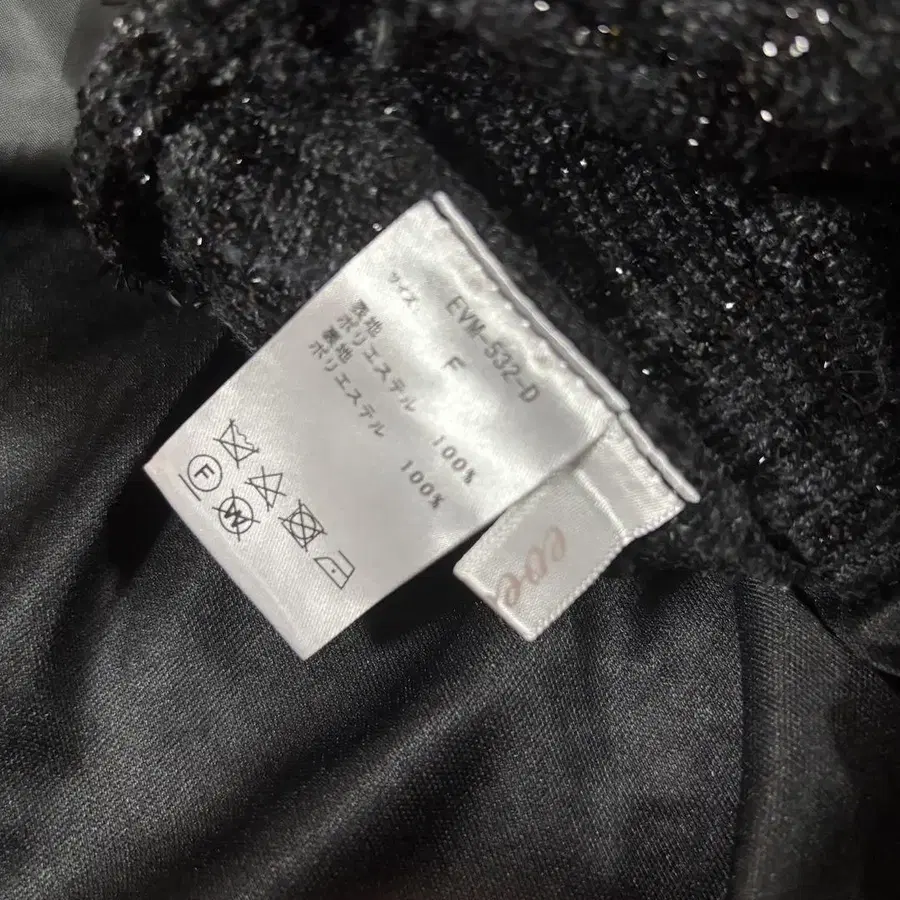 EVM-532-D
サイズ F
表地
ポリエステル 100%
裏地
ポリエステル 100%
F
W
eve